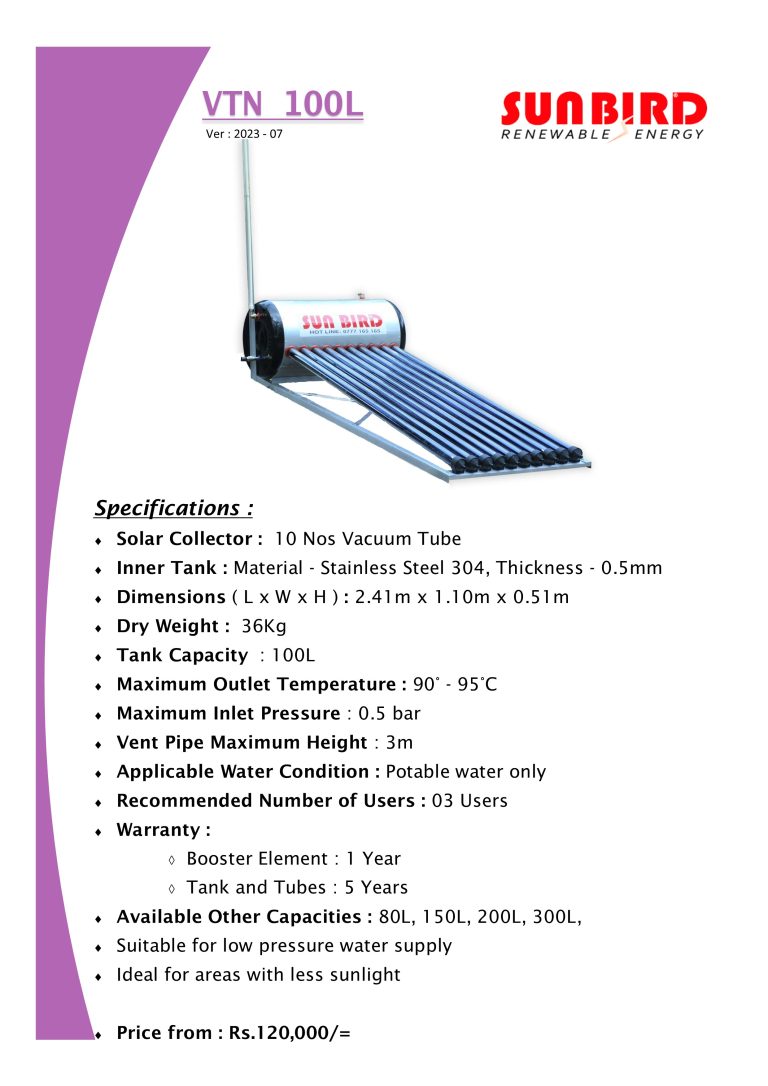 VTN 100L
Ver : 2023 - 07
SUNBIRD®
RENEWABLE ENERGY
SUN BIRD
HOT LINE: 0777 165 165
Specifications :
♦ Solar Collector : 10 Nos Vacuum Tube
♦ Inner Tank : Material - Stainless Steel 304, Thickness - 0.5mm
♦ Dimensions ( L x W x H ) : 2.41m x 1.10m x 0.51m
♦ Dry Weight : 36Kg
♦ Tank Capacity : 100L
♦ Maximum Outlet Temperature : 90° - 95°C
♦ Maximum Inlet Pressure : 0.5 bar
♦ Vent Pipe Maximum Height : 3m
♦ Applicable Water Condition : Potable water only
♦ Recommended Number of Users : 03 Users
♦ Warranty :
◊ Booster Element : 1 Year
◊ Tank and Tubes : 5 Years
♦ Available Other Capacities : 80L, 150L, 200L, 300L,
♦ Suitable for low pressure water supply
♦ Ideal for areas with less sunlight
♦ Price from : Rs.120,000/=